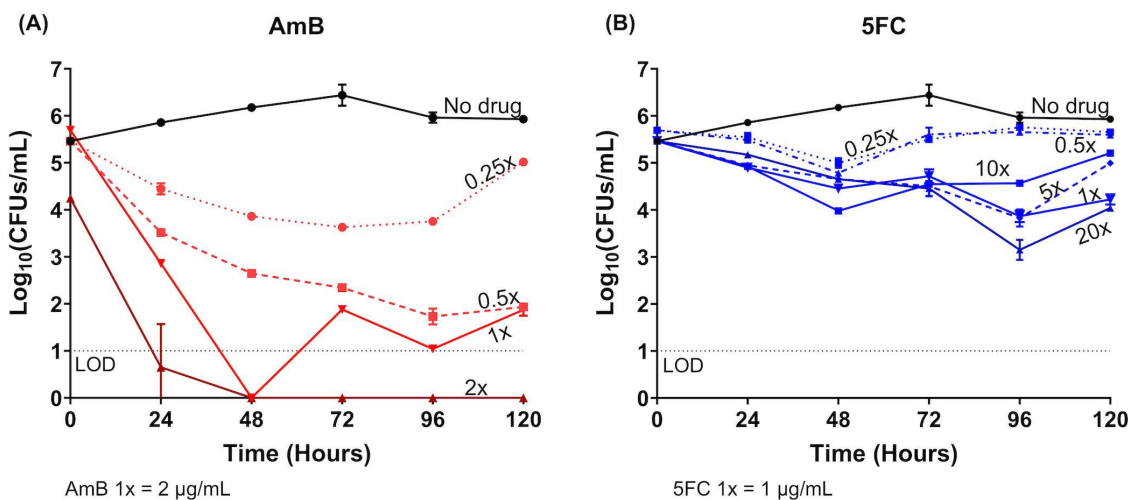 (A)
AmB
Log10(CFUs/mL)
7
6
5
4
3
2
1
0
No drug
0.25x
0.5x
1x
LOD
2x
0 24 48 72 96 120
Time (Hours)
AmB 1x = 2 µg/mL
(B)
5FC
Log10(CFUs/mL)
7
6
5
4
3
2
1
0
No drug
0.25x
0.5x
10x
5x
1x
20x
LOD
0 24 48 72 96 120
Time (Hours)
5FC 1x = 1 µg/mL